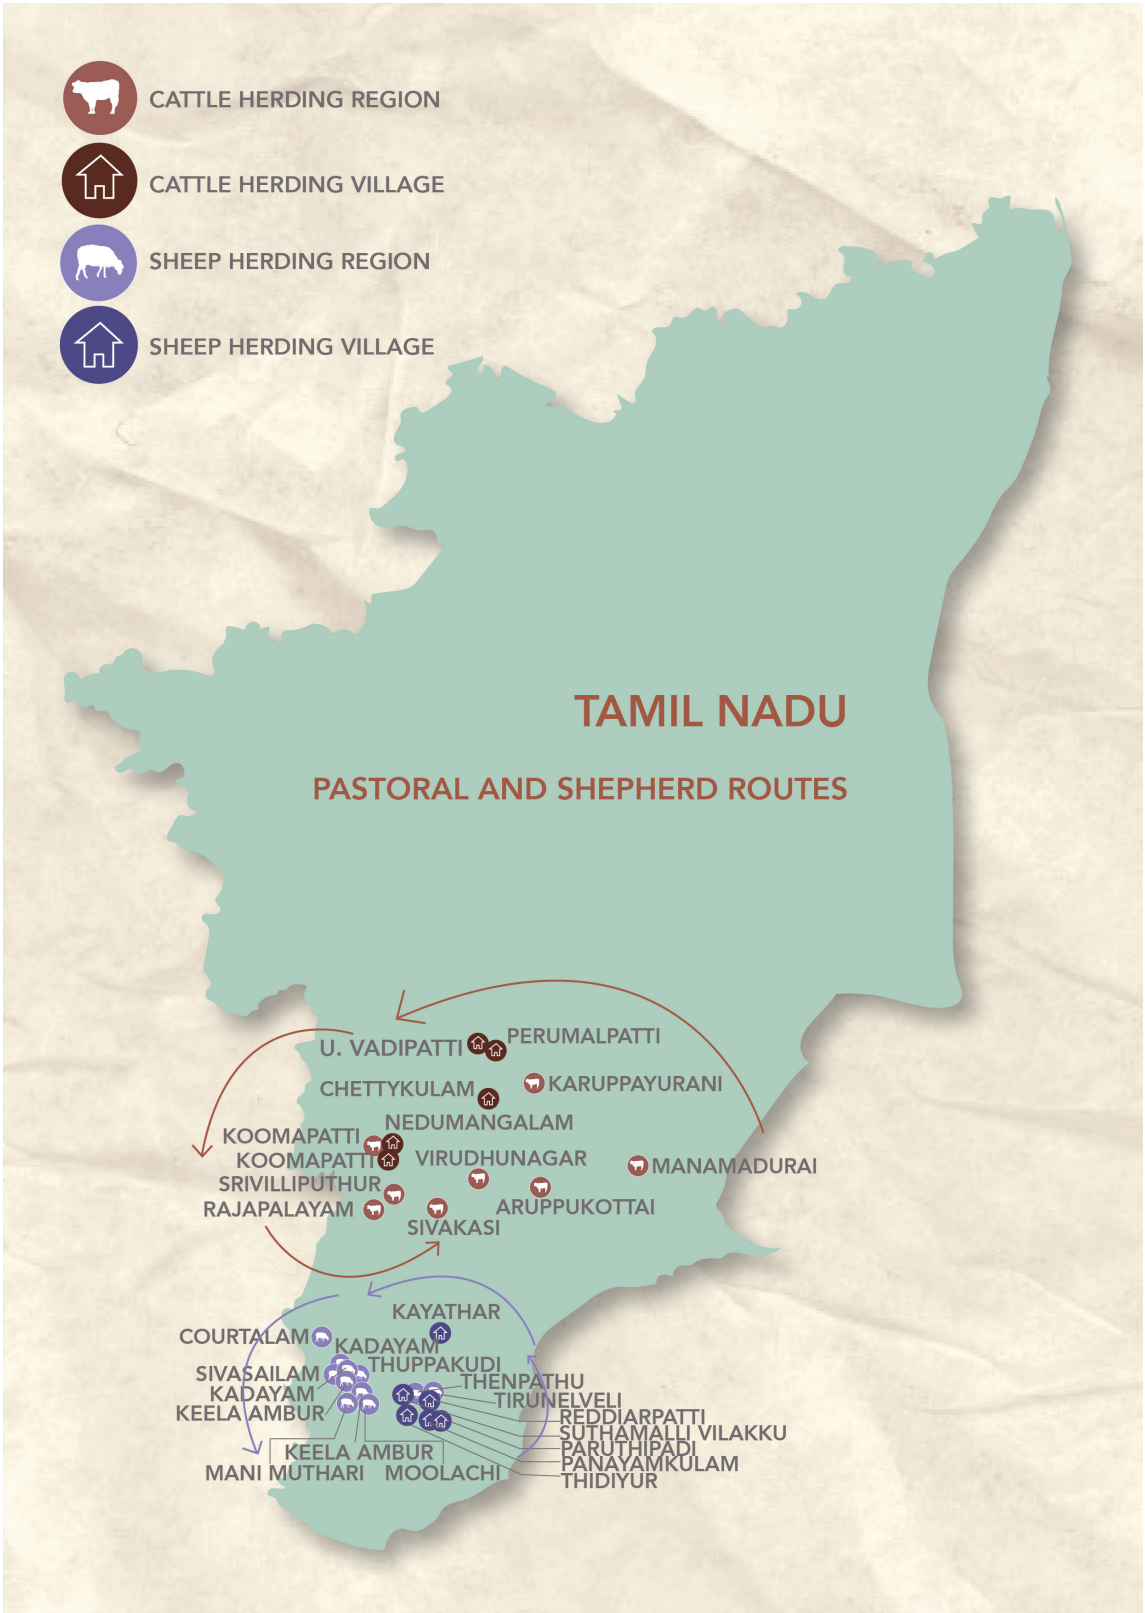 CATTLE HERDING REGION
CATTLE HERDING VILLAGE
SHEEP HERDING REGION
SHEEP HERDING VILLAGE
TAMIL NADU
PASTORAL AND SHEPHERD ROUTES
PERUMALPATTI
U. VADIPATTI
KARUPPAYURANI
CHETTYKULAM
NEDUMANGALAM
KOOMAPATTI
KOOMAPATTI
VIRUDHUNAGAR
MANAMADURAI
SRIVILLIPUTHUR
RAJAPALAYAM
ARUPPUKOTTAI
SIVAKASI
KAYATHAR
COURTALAM
KADAYAM
THUPPAKUDI
SIVASAILAM
THENPATHU
KADAYAM
TIRUNELVELI
KEELA AMBUR
REDDIARPATTI
SUTHAMALLI VILAKKU
KEELA AMBUR
PARUTHIPADI
PANAYAMKULAM
MANI MUTHARI
MOOLACHI
THIDIYUR